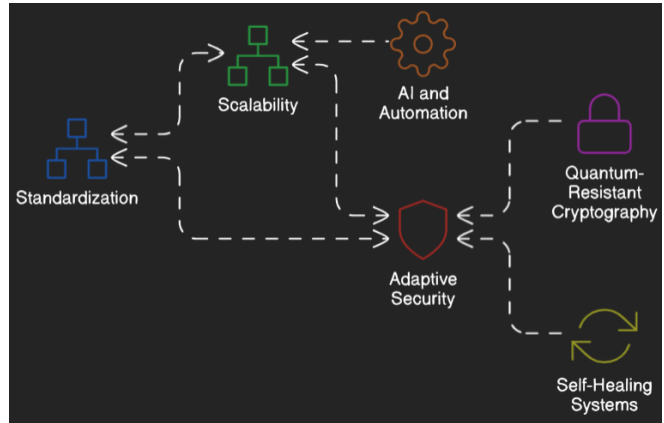 Scalability
AI and
Automation
Standardization
Quantum-
Resistant
Cryptography
Adaptive
Security
Self-Healing
Systems